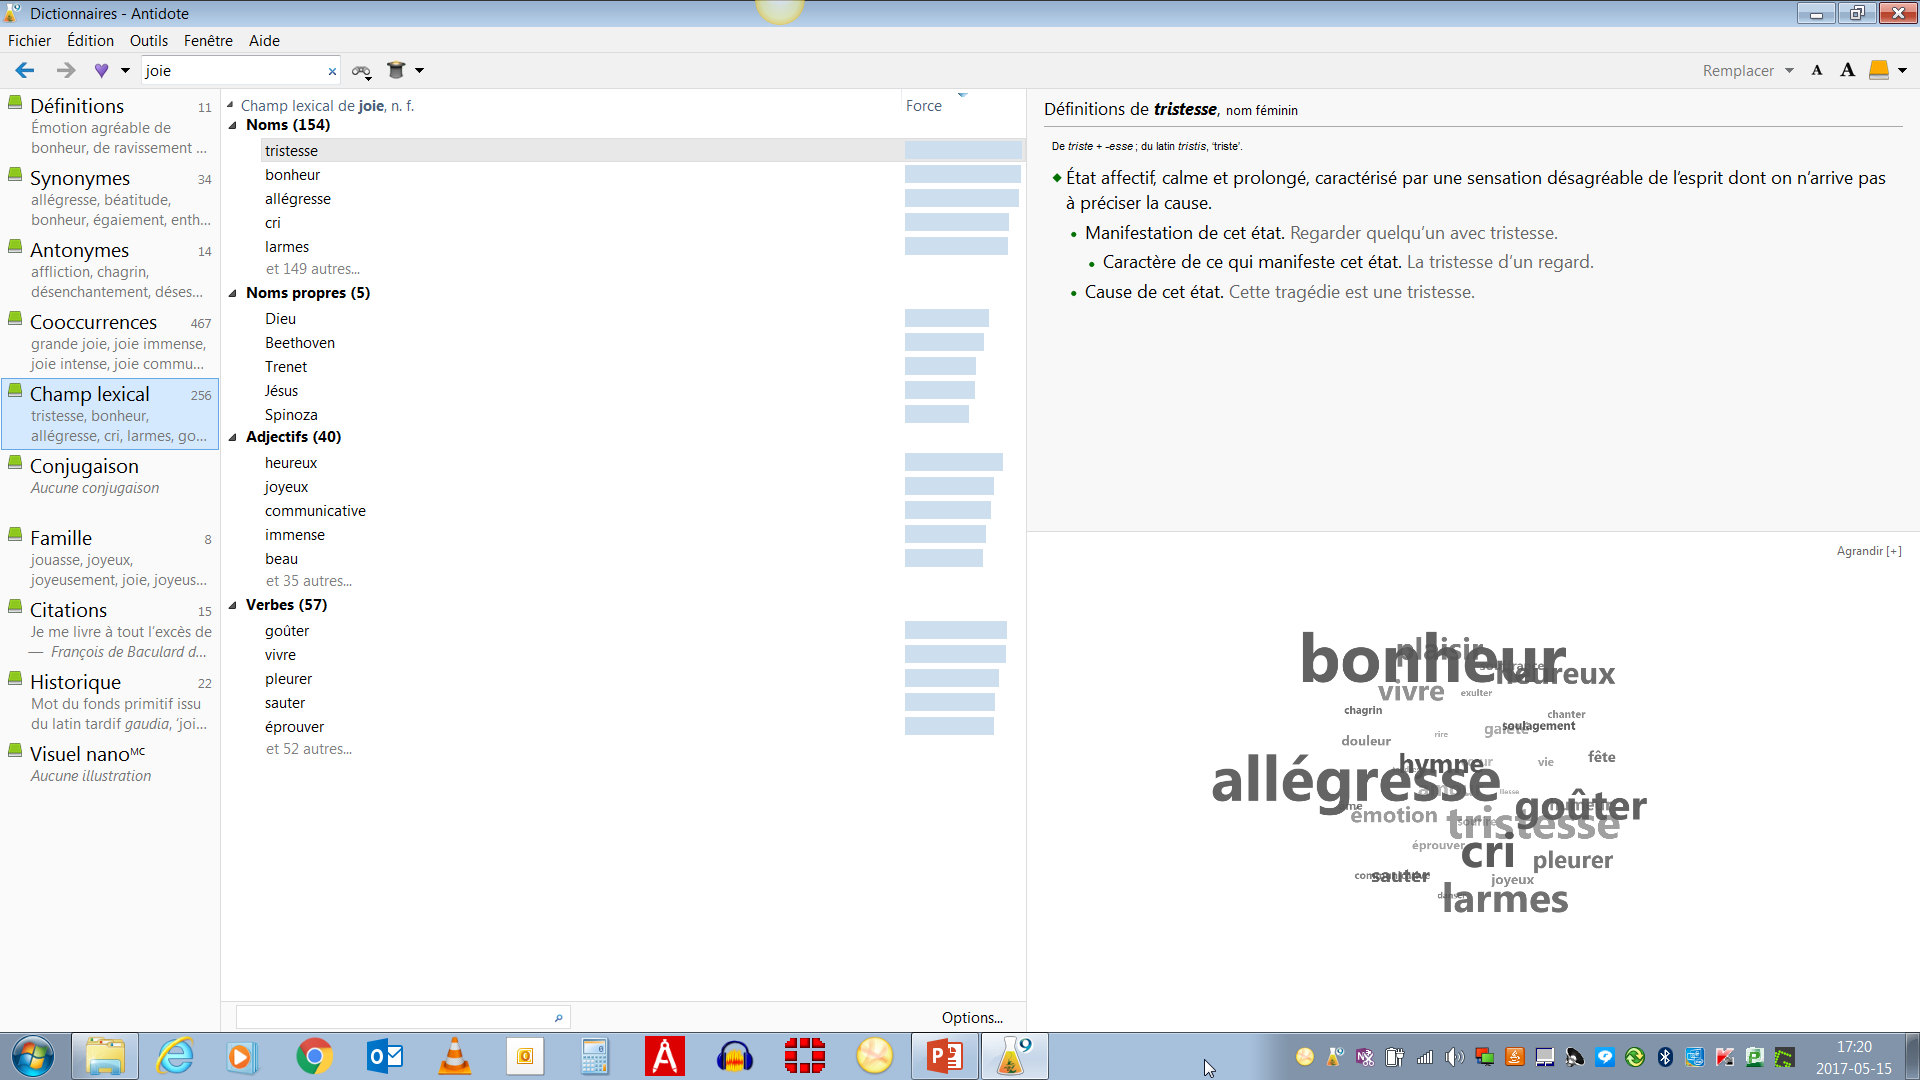 Dictionnaires - Antidote
Fichier Édition Outils Fenêtre Aide
joie
Remplacer A A
Définitions 11
Émotion agréable de
bonheur, de ravissement ...
Synonymes 34
allégresse, béatitude,
bonheur, égaiement, enth...
Antonymes 14
affliction, chagrin,
désenchantement, déses...
Cooccurrences 467
grande joie, joie immense,
joie intense, joie commu...
Champ lexical 256
tristesse, bonheur,
allégresse, cri, larmes, go...
Conjugaison
Aucune conjugaison
Famille 8
jouasse, joyeux,
joyeusement, joie, joyeus...
Citations 15
Je me livre à tout l’excès de
— François de Baculard d...
Historique 22
Mot du fonds primitif issu
du latin tardif gaudia, ‘joi...
Visuel nanoMC
Aucune illustration
Champ lexical de joie, n. f. Force
Noms (154)
tristesse
bonheur
allégresse
cri
larmes
et 149 autres...
Noms propres (5)
Dieu
Beethoven
Trenet
Jésus
Spinoza
Adjectifs (40)
heureux
joyeux
communicative
immense
beau
et 35 autres...
Verbes (57)
goûter
vivre
pleurer
sauter
éprouver
et 52 autres...
Options...
Définitions de tristesse, nom féminin
De triste + -esse ; du latin tristis, ‘triste’.
État affectif, calme et prolongé, caractérisé par une sensation désagréable de l’esprit dont on n’arrive pas
à préciser la cause.
Manifestation de cet état. Regarder quelqu’un avec tristesse.
Caractère de ce qui manifeste cet état. La tristesse d’un regard.
Cause de cet état. Cette tragédie est une tristesse.
Agrandir [+]
bonheur
plaisir
souffrance
heureux
vivre
exulter
chagrin
chanter
soulagement
gaieté
rire
douleur
fête
hymne
vie
allégresse
goûter
émotion
sourire
tristesse
éprouver
cri
pleurer
communicative
sauter
joyeux
danser
larmes
17:20
2017-05-15